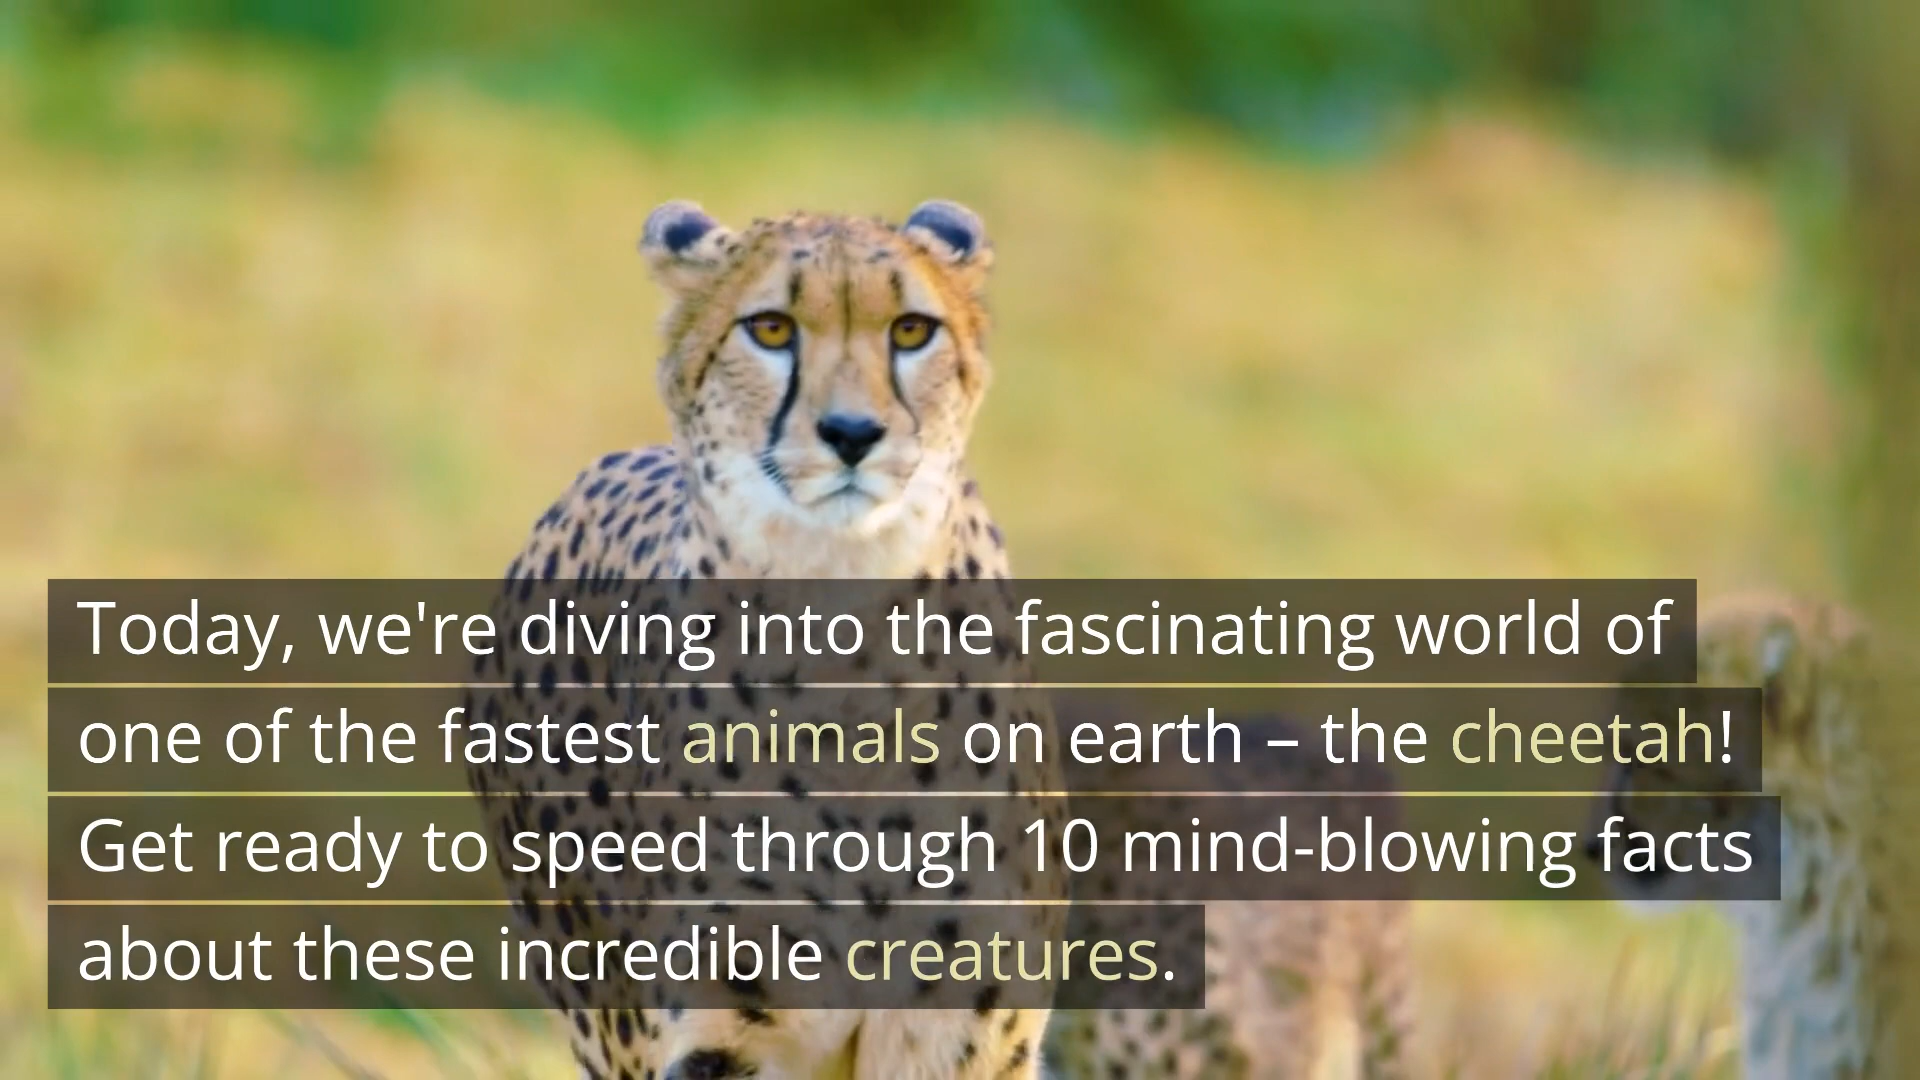 Today, we're diving into the fascinating world of
one of the fastest animals on earth – the cheetah!
Get ready to speed through 10 mind-blowing facts
about these incredible creatures.